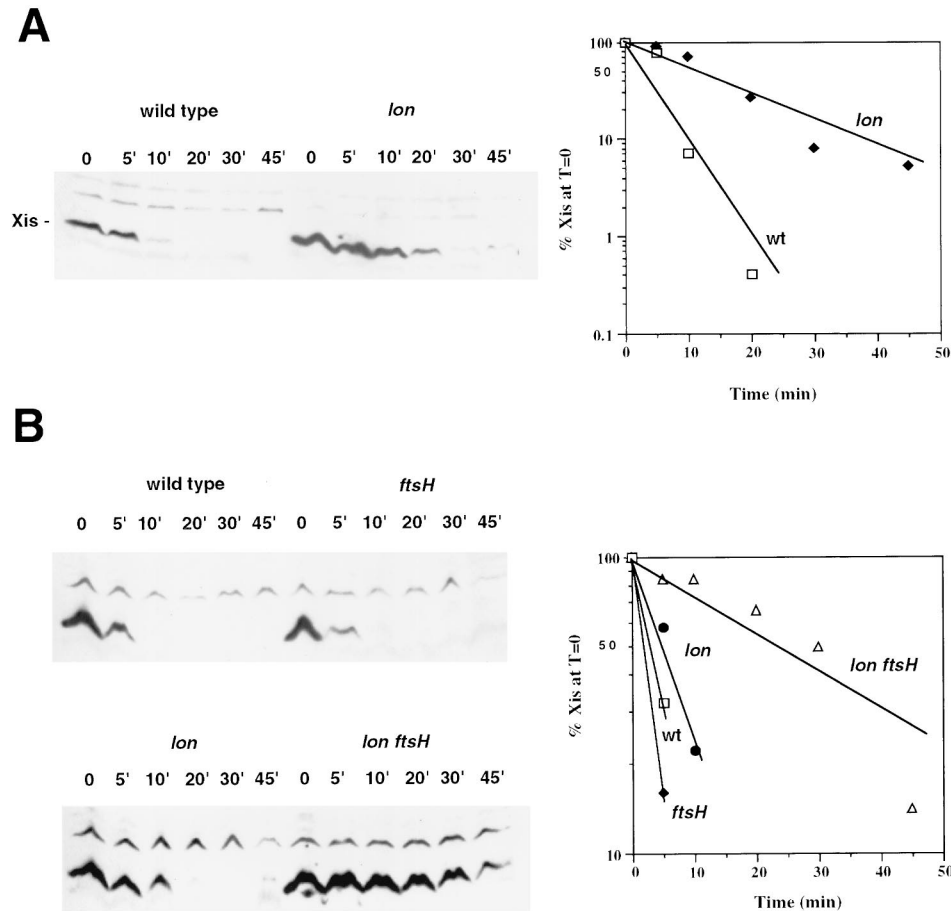 A
wild type lon
0 5' 10' 20' 30' 45' 0 5' 10' 20' 30' 45'
Xis -
% Xis at T=0
100
50
10
1
0.1
lon
wt
0 10 20 30 40 50
Time (min)
B
wild type ftsH
0 5' 10' 20' 30' 45' 0 5' 10' 20' 30' 45'
lon lon ftsH
0 5' 10' 20' 30' 45' 0 5' 10' 20' 30' 45'
% Xis at T=0
100
50
10
lon
lon ftsH
wt
ftsH
0 10 20 30 40 50
Time (min)